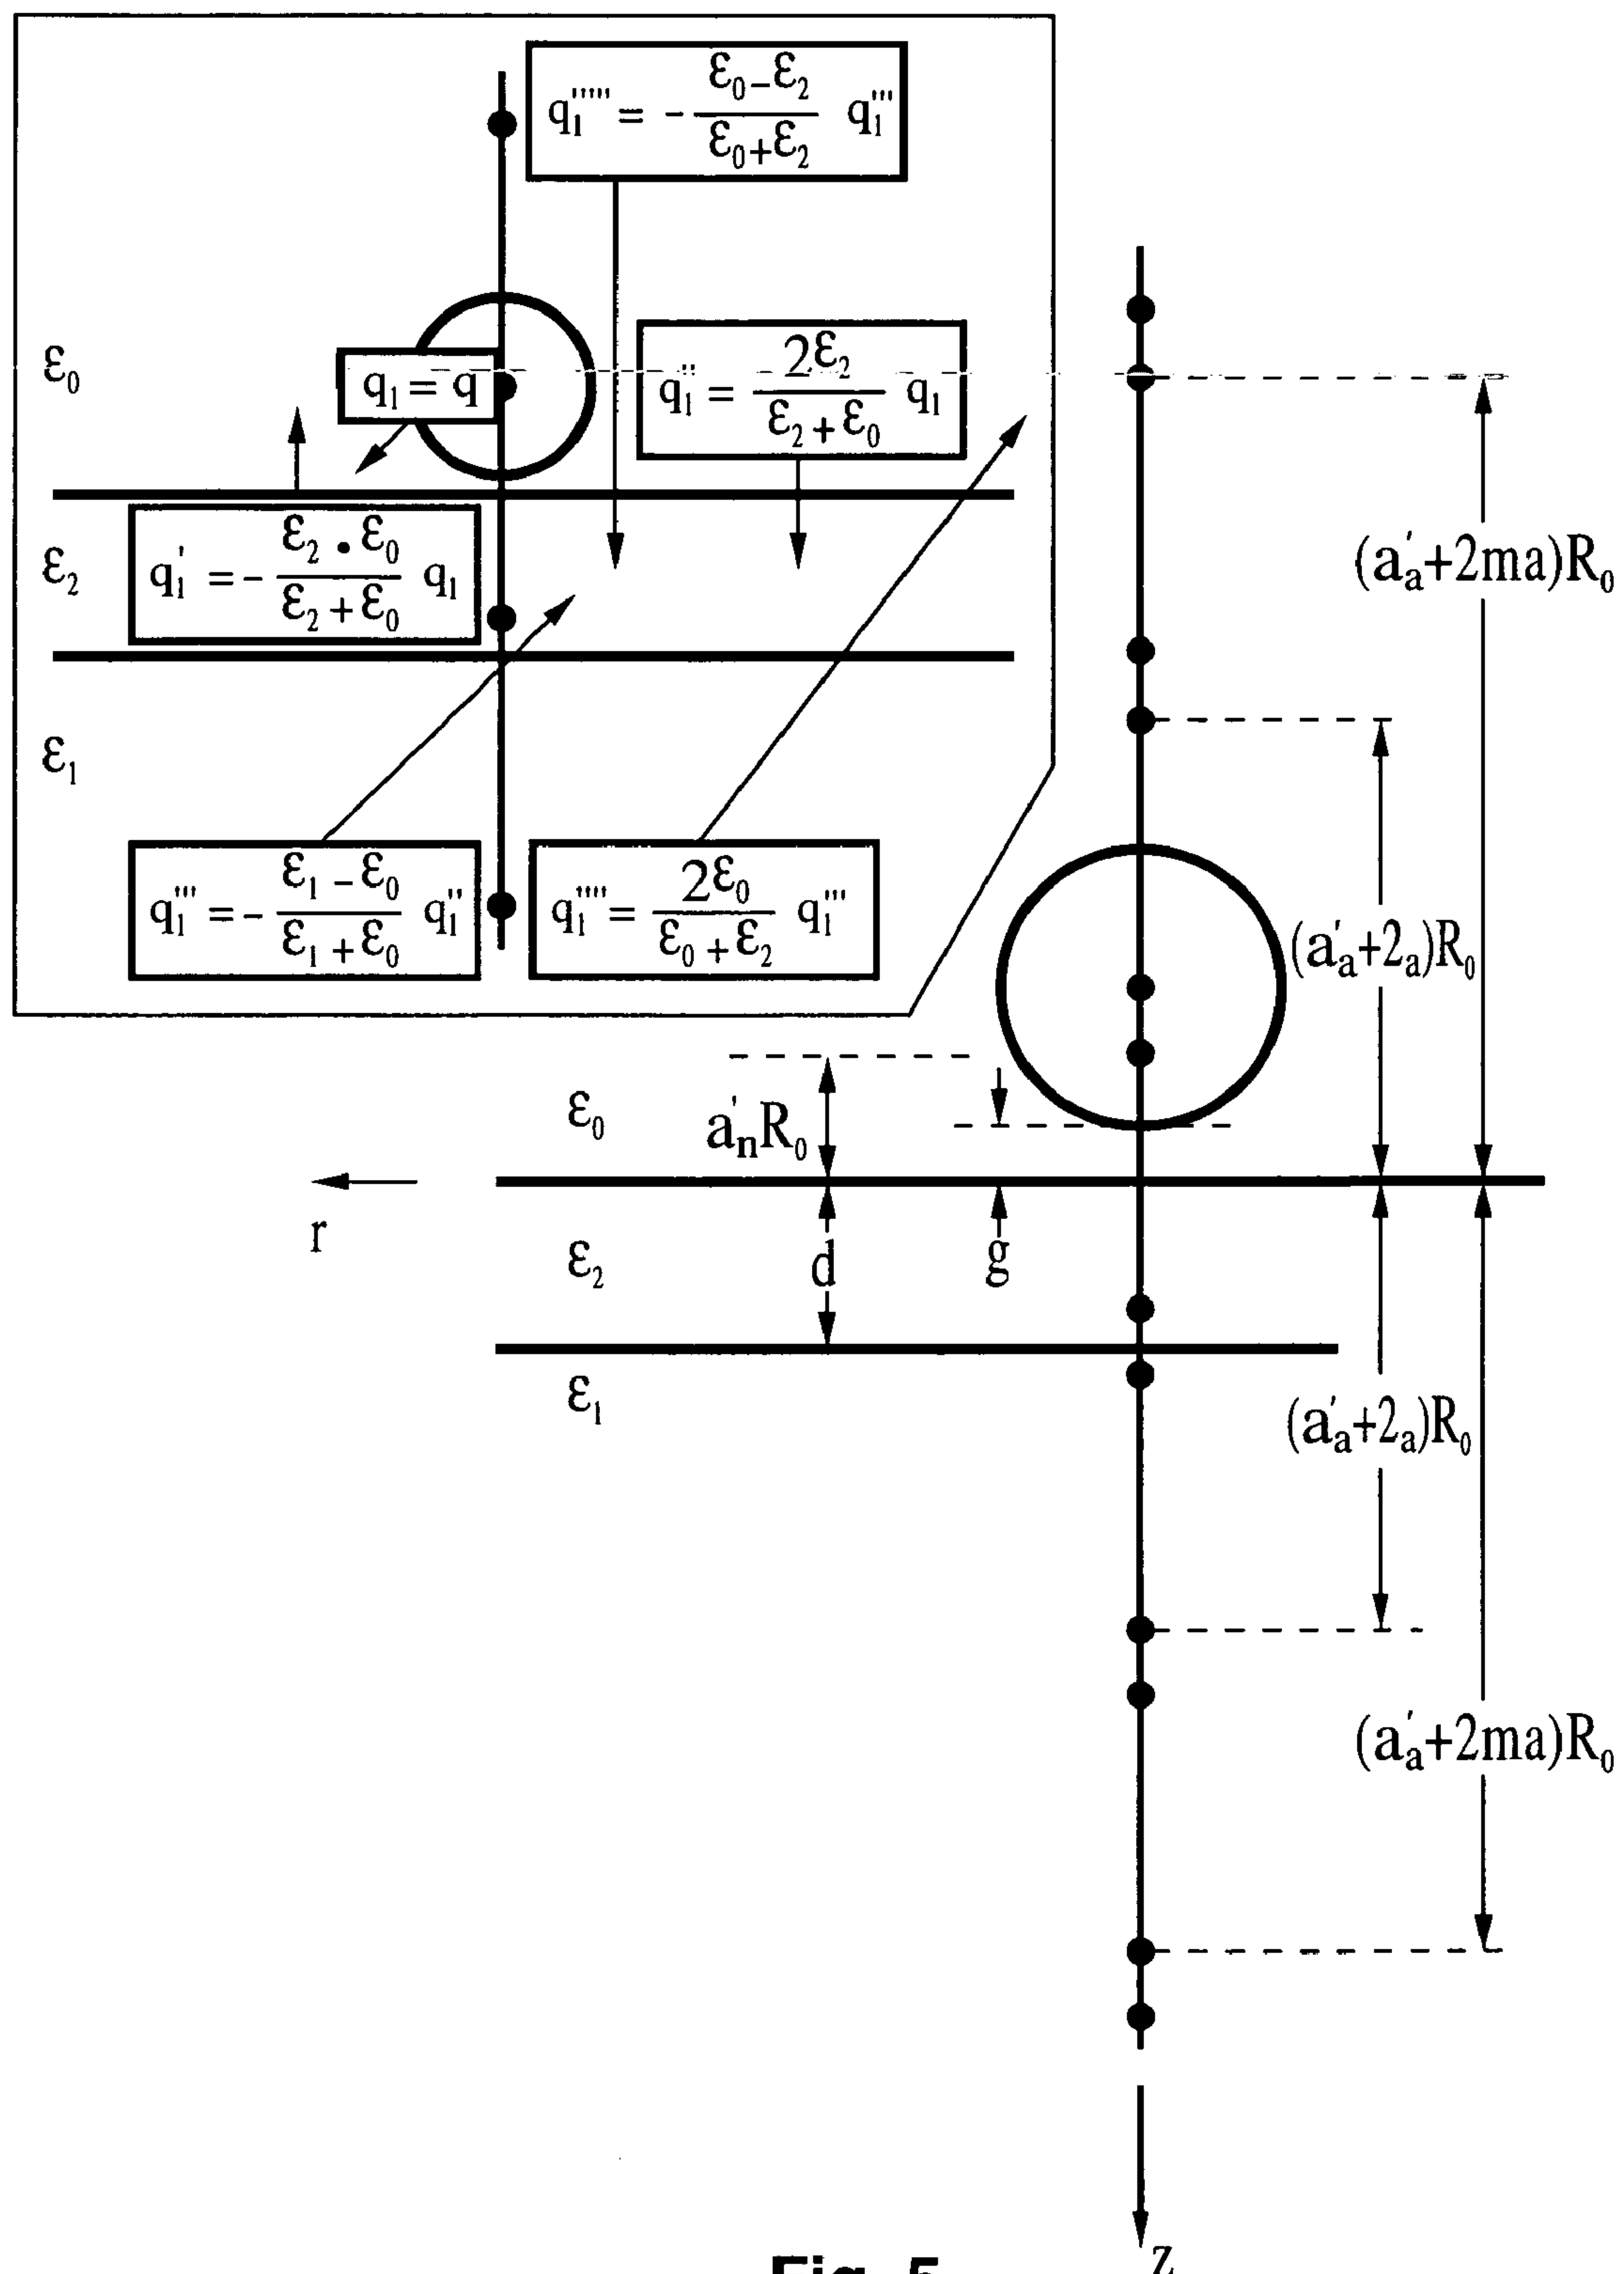 q₁''''' = - (ε₀₋ε₂)/(ε₀+ε₂) q₁'''
ε₀
q₁ = q
q₁'' = 2ε₂/(ε₂+ε₀) q₁
ε₂
q₁' = - (ε₂ • ε₀)/(ε₂+ε₀) q₁
ε₁
q₁''' = - (ε₁ - ε₀)/(ε₁ + ε₀) q₁''
q₁'''' = 2ε₀/(ε₀ + ε₂) q₁'''
(a'ₐ+2ma)R₀
(a'ₐ+2ₐ)R₀
ε₀
a'ₙR₀
r
ε₂
d
g
ε₁
(a'ₐ+2ₐ)R₀
(a'ₐ+2ma)R₀
z